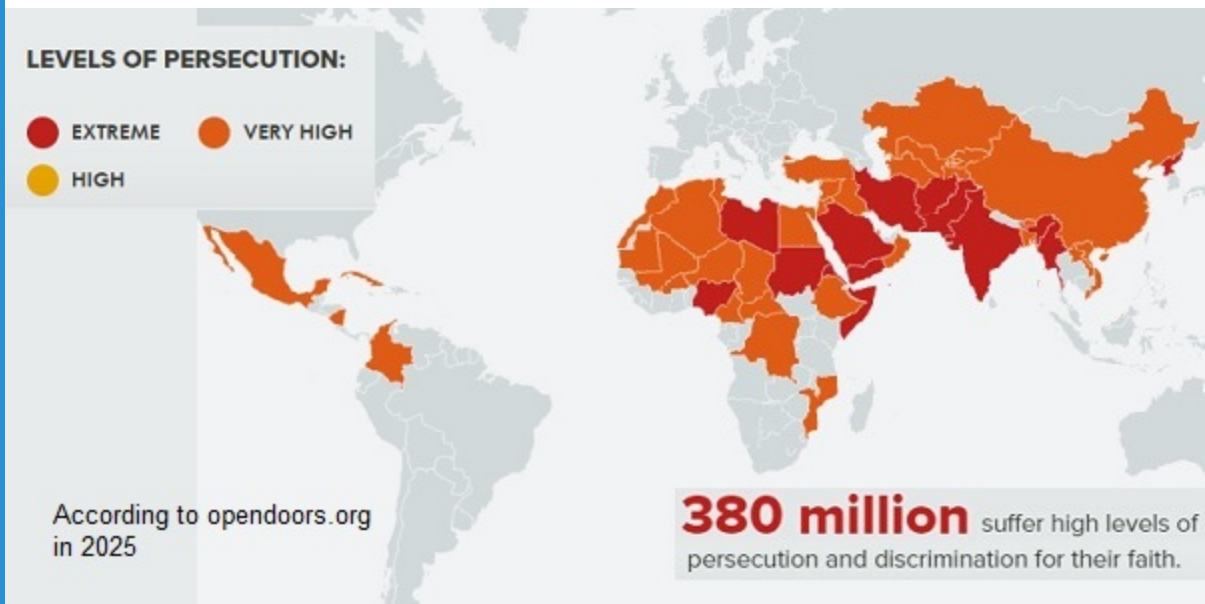 LEVELS OF PERSECUTION:
EXTREME
VERY HIGH
HIGH
According to opendoors.org
in 2025
380 million suffer high levels of
persecution and discrimination for their faith.